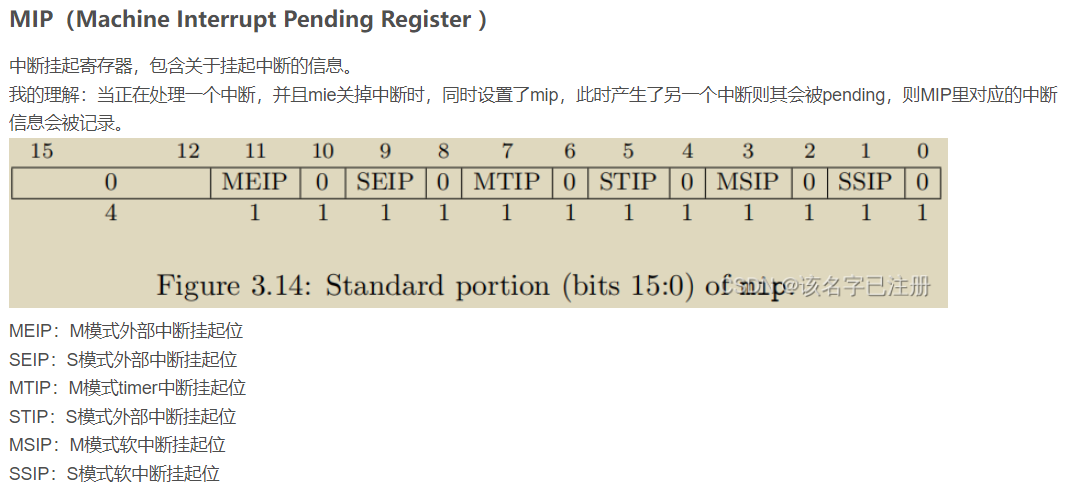 MIP（Machine Interrupt Pending Register ）
中断挂起寄存器，包含关于挂起中断的信息。
我的理解：当正在处理一个中断，并且mie关掉中断时，同时设置了mip，此时产生了另一个中断则其会被pending，则MIP里对应的中断
信息会被记录。
15 12 11 10 9 8 7 6 5 4 3 2 1 0
0 MEIP 0 SEIP 0 MTIP 0 STIP 0 MSIP 0 SSIP 0
4 1 1 1 1 1 1 1 1 1 1 1 1
Figure 3.14: Standard portion (bits 15:0) of mip.
CSDN @该名字已注册
MEIP：M模式外部中断挂起位
SEIP：S模式外部中断挂起位
MTIP：M模式timer中断挂起位
STIP：S模式外部中断挂起位
MSIP：M模式软中断挂起位
SSIP：S模式软中断挂起位